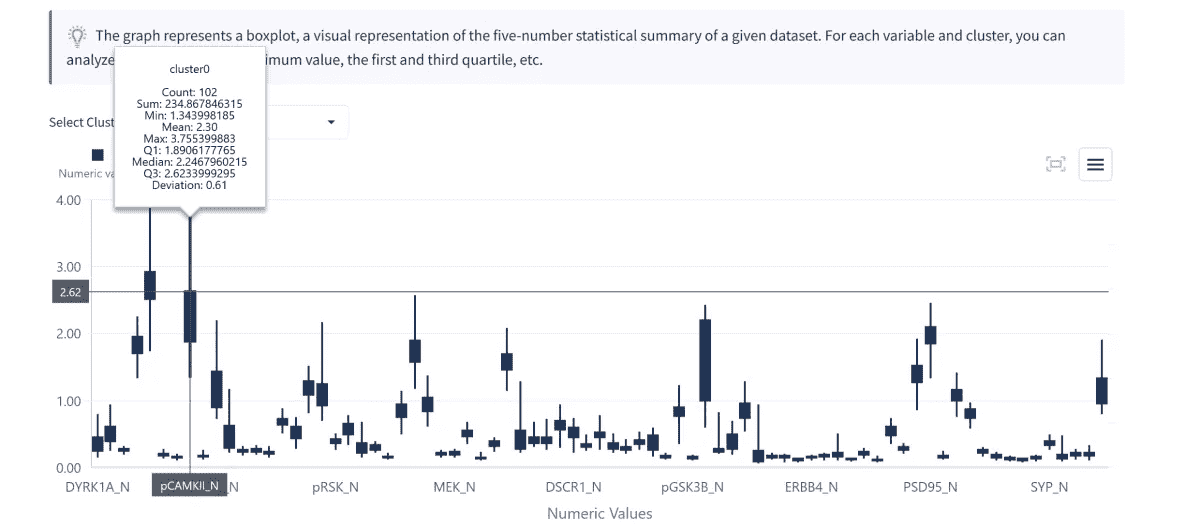 The graph represents a boxplot, a visual representation of the five-number statistical summary of a given dataset. For each variable and cluster, you can
analyze imum value, the first and third quartile, etc.
cluster0
Count: 102
Sum: 234.867846315
Min: 1.343998185
Mean: 2.30
Max: 3.755399883
Q1: 1.8906177765
Median: 2.2467960215
Q3: 2.6233999295
Deviation: 0.61
Select Clust
Numeric va
4.00
3.00
2.62
2.00
1.00
0.00
DYRK1A_N pCAMKII_N _N pRSK_N MEK_N DSCR1_N pGSK3B_N ERBB4_N PSD95_N SYP_N
Numeric Values